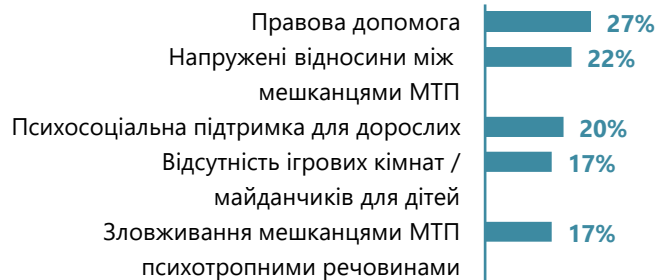 Правова допомога 27%
Напружені відносини між 22%
мешканцями МТП
Психосоціальна підтримка для дорослих 20%
Відсутність ігрових кімнат / 17%
майданчиків для дітей
Зловживання мешканцями МТП 17%
психотропними речовинами